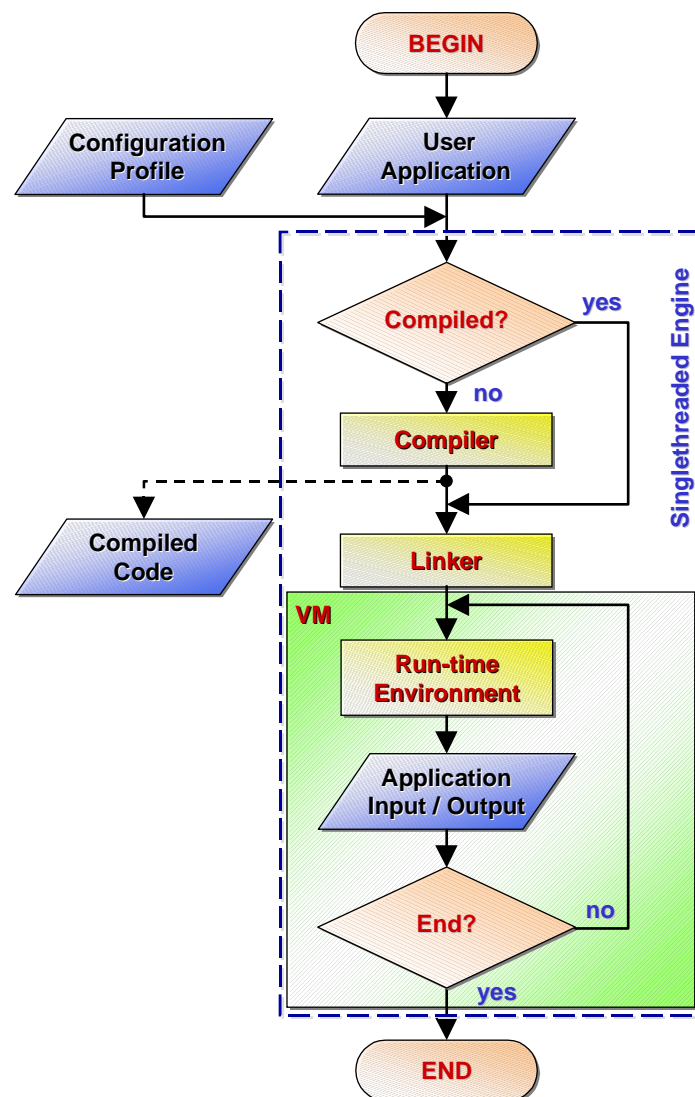 BEGIN
Configuration
Profile
User
Application
Compiled?
yes
Singlethreaded Engine
no
Compiler
Compiled
Code
Linker
VM
Run-time
Environment
Application
Input / Output
End?
no
yes
END